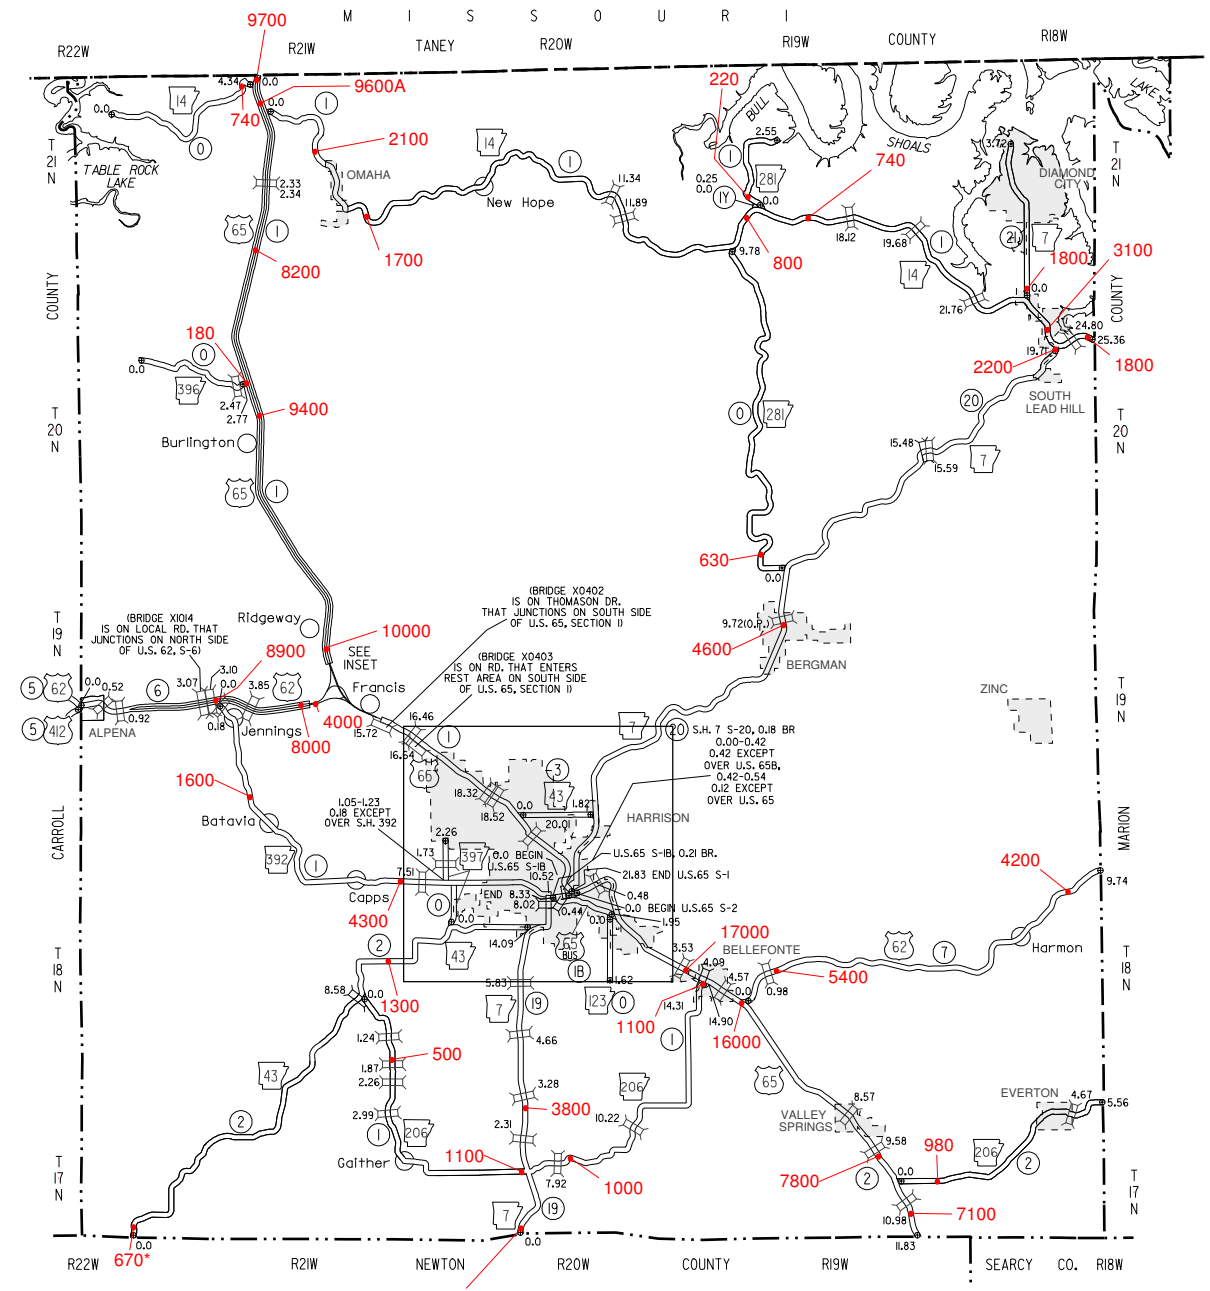 M I S S O U R I
R22W R21W TANEY R20W R19W COUNTY R18W
9700
4.34 0.0
9600A
740
0.0
14
0
0.0
1
2100
T 21 N
TABLE ROCK
LAKE
OMAHA
2.33
2.34
65
1
1700
8200
14
1
New Hope
11.34
11.89
220
BULL
SHOALS
2.55
1
281
0.25
0.0
1Y
0.0
740
800
9.78
18.12
19.68
1
14
21.76
3.72
DIAMOND
CITY
21
7
LAKE
T 21 N
1800
0.0
3100
24.80
25.36
19.71
2200
1800
SOUTH
LEAD HILL
COUNTY
COUNTY
180
0
0.0
396
2.47
2.77
9400
Burlington
T 20 N
65
1
0
281
20
15.48
15.59
7
T 20 N
630
0.0
9.72(O.P.)
4600
BERGMAN
T 19 N
(BRIDGE X1014
IS ON LOCAL RD. THAT
JUNCTIONS ON NORTH SIDE
OF U.S. 62, S-6)
Ridgeway
10000
SEE
INSET
(BRIDGE X0402
IS ON THOMASON DR.
THAT JUNCTIONS ON SOUTH SIDE
OF U.S. 65, SECTION 1)
(BRIDGE X0403
IS ON RD. THAT ENTERS
REST AREA ON SOUTH SIDE
OF U.S. 65, SECTION 1)
8900
3.10
3.07 0.0
3.85
62
5 62
0.0
0.52
6
0.92
5 412
ALPENA
0.18
Jennings
8000
4000
Francis
15.72
16.46
16.64
1
65
ZINC
T 19 N
7
20
S.H. 7 S-20, 0.18 BR
0.00-0.42
0.42 EXCEPT
OVER U.S. 65B,
0.42-0.54
0.12 EXCEPT
OVER U.S. 65
1600
Batavia
392
1
18.32
18.52
3
43
0.0
1.82
20.01
HARRISON
1.05-1.23
0.18 EXCEPT
OVER S.H. 392
2.26
1.73
397
0.0 BEGIN
U.S.65 S-1B
10.52
U.S.65 S-1B, 0.21 BR.
21.83 END U.S.65 S-1
0.48
0.0 BEGIN U.S.65 S-2
1.95
CARROLL
MARION
7.51
Capps
4300
0
0.0
END 8.33
8.02
0.44
0.0
65
BUS
1B
14.09
43
2
1300
8.58
0.0
5.83
19
7
1.62
123
0
17000
3.53
BELLEFONTE
4.09
4.57
14.31
1100
14.90
0.0
16000
0.98
5400
62
7
Harmon
4200
9.74
T 18 N
T 18 N
1
1.24
1.87
500
2.26
2.99
206
1
Gaither
43
2
4.66
3.28
3800
2.31
1100
7.92
1000
10.22
206
65
VALLEY
SPRINGS
8.57
9.58
7800
2
0.0
980
206
2
EVERTON
4.67
5.56
10.98
7100
11.83
T 17 N
T 17 N
7
19
0.0
670*
0.0
R22W R21W NEWTON R20W COUNTY R19W SEARCY CO. R18W